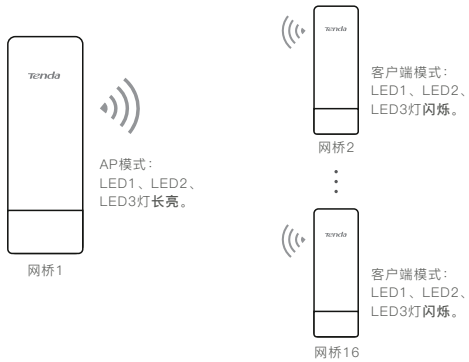 Tenda
AP模式：
LED1、LED2、
LED3灯长亮。
网桥1
Tenda
客户端模式：
LED1、LED2、
LED3灯闪烁。
网桥2
Tenda
客户端模式：
LED1、LED2、
LED3灯闪烁。
网桥16